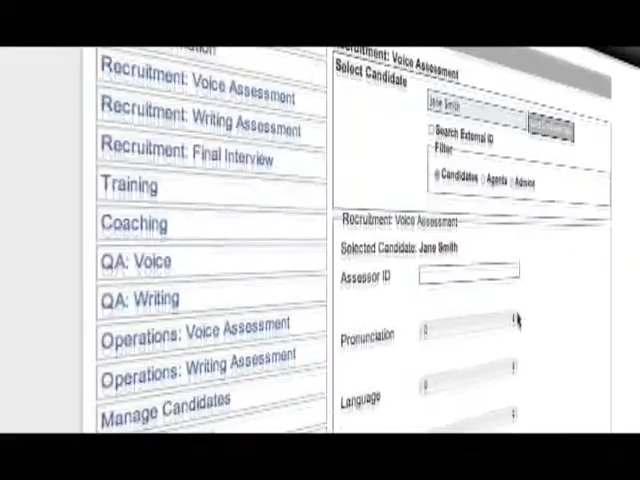 Recruitment: Voice Assessment
Recruitment: Writing Assessment
Recruitment: Final Interview
Training
Coaching
QA: Voice
QA: Writing
Operations: Voice Assessment
Operations: Writing Assessment
Manage Candidates
Recruitment: Voice Assessment
Select Candidate
Jane Smith
Search External ID
Filter
Candidates Agents Admins
Recruitment: Voice Assessment
Selected Candidate: Jane Smith
Assessor ID
Pronunciation
Language